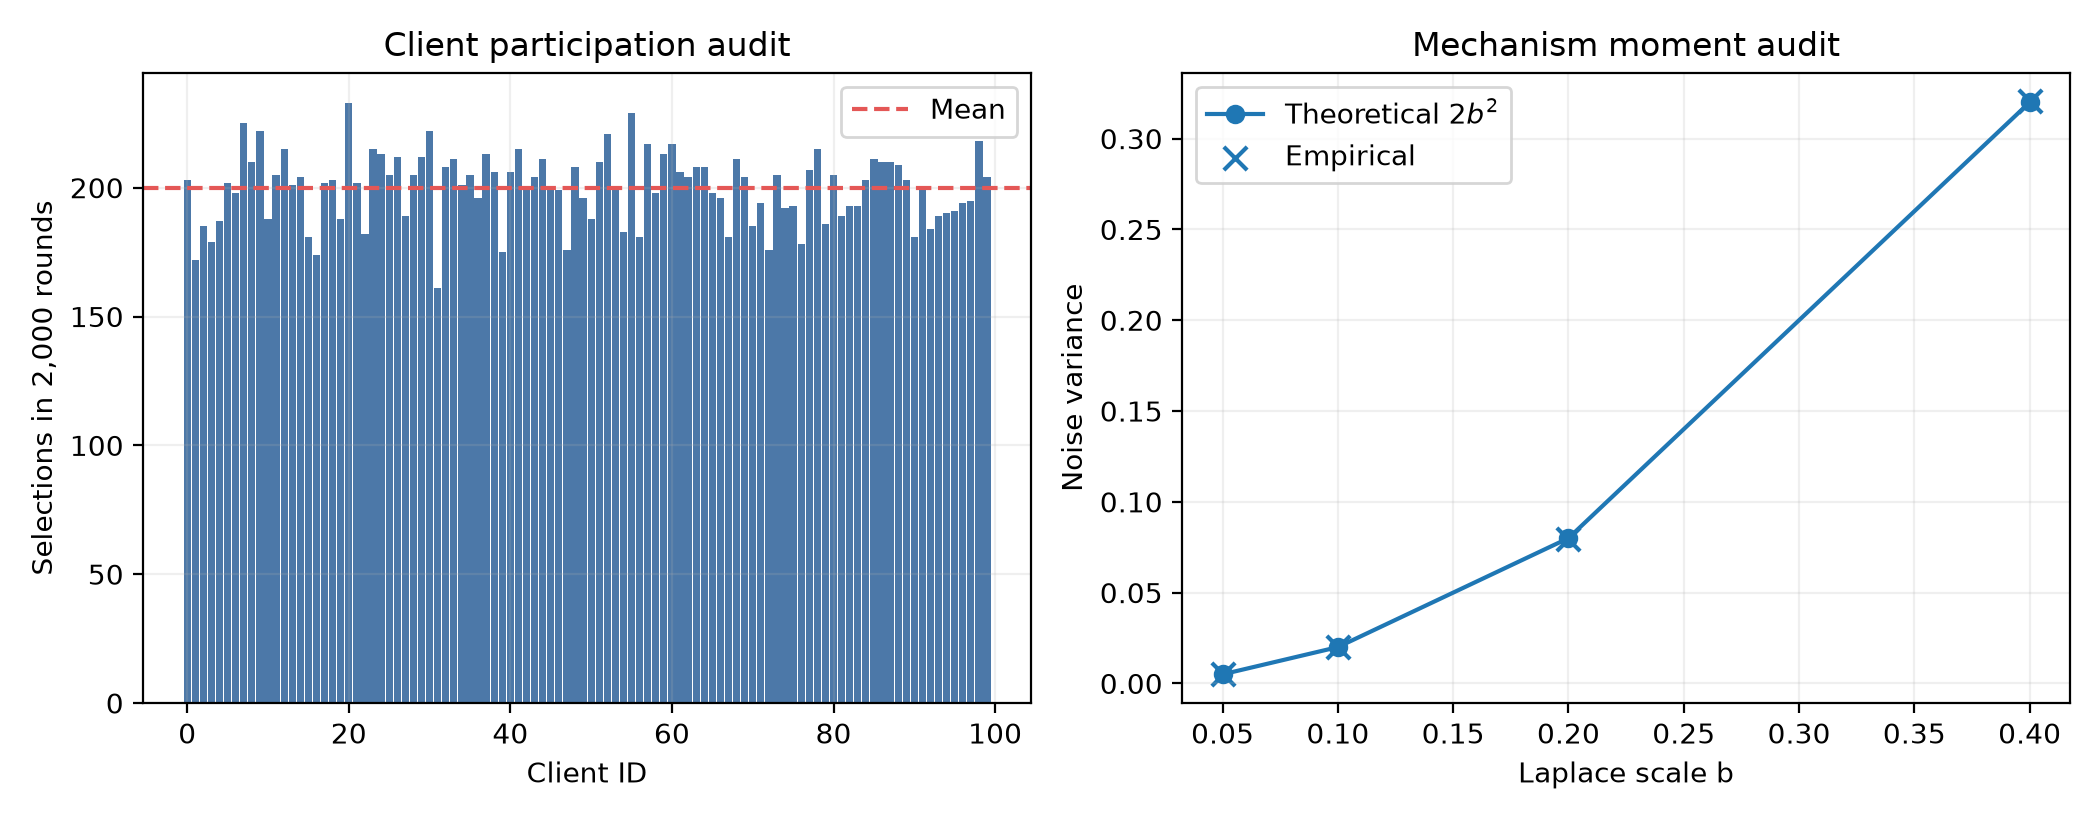 Client participation audit
Mean
Selections in 2,000 rounds
200
150
100
50
0
0 20 40 60 80 100
Client ID
Mechanism moment audit
Theoretical 2b²
Empirical
Noise variance
0.30
0.25
0.20
0.15
0.10
0.05
0.00
0.05 0.10 0.15 0.20 0.25 0.30 0.35 0.40
Laplace scale b